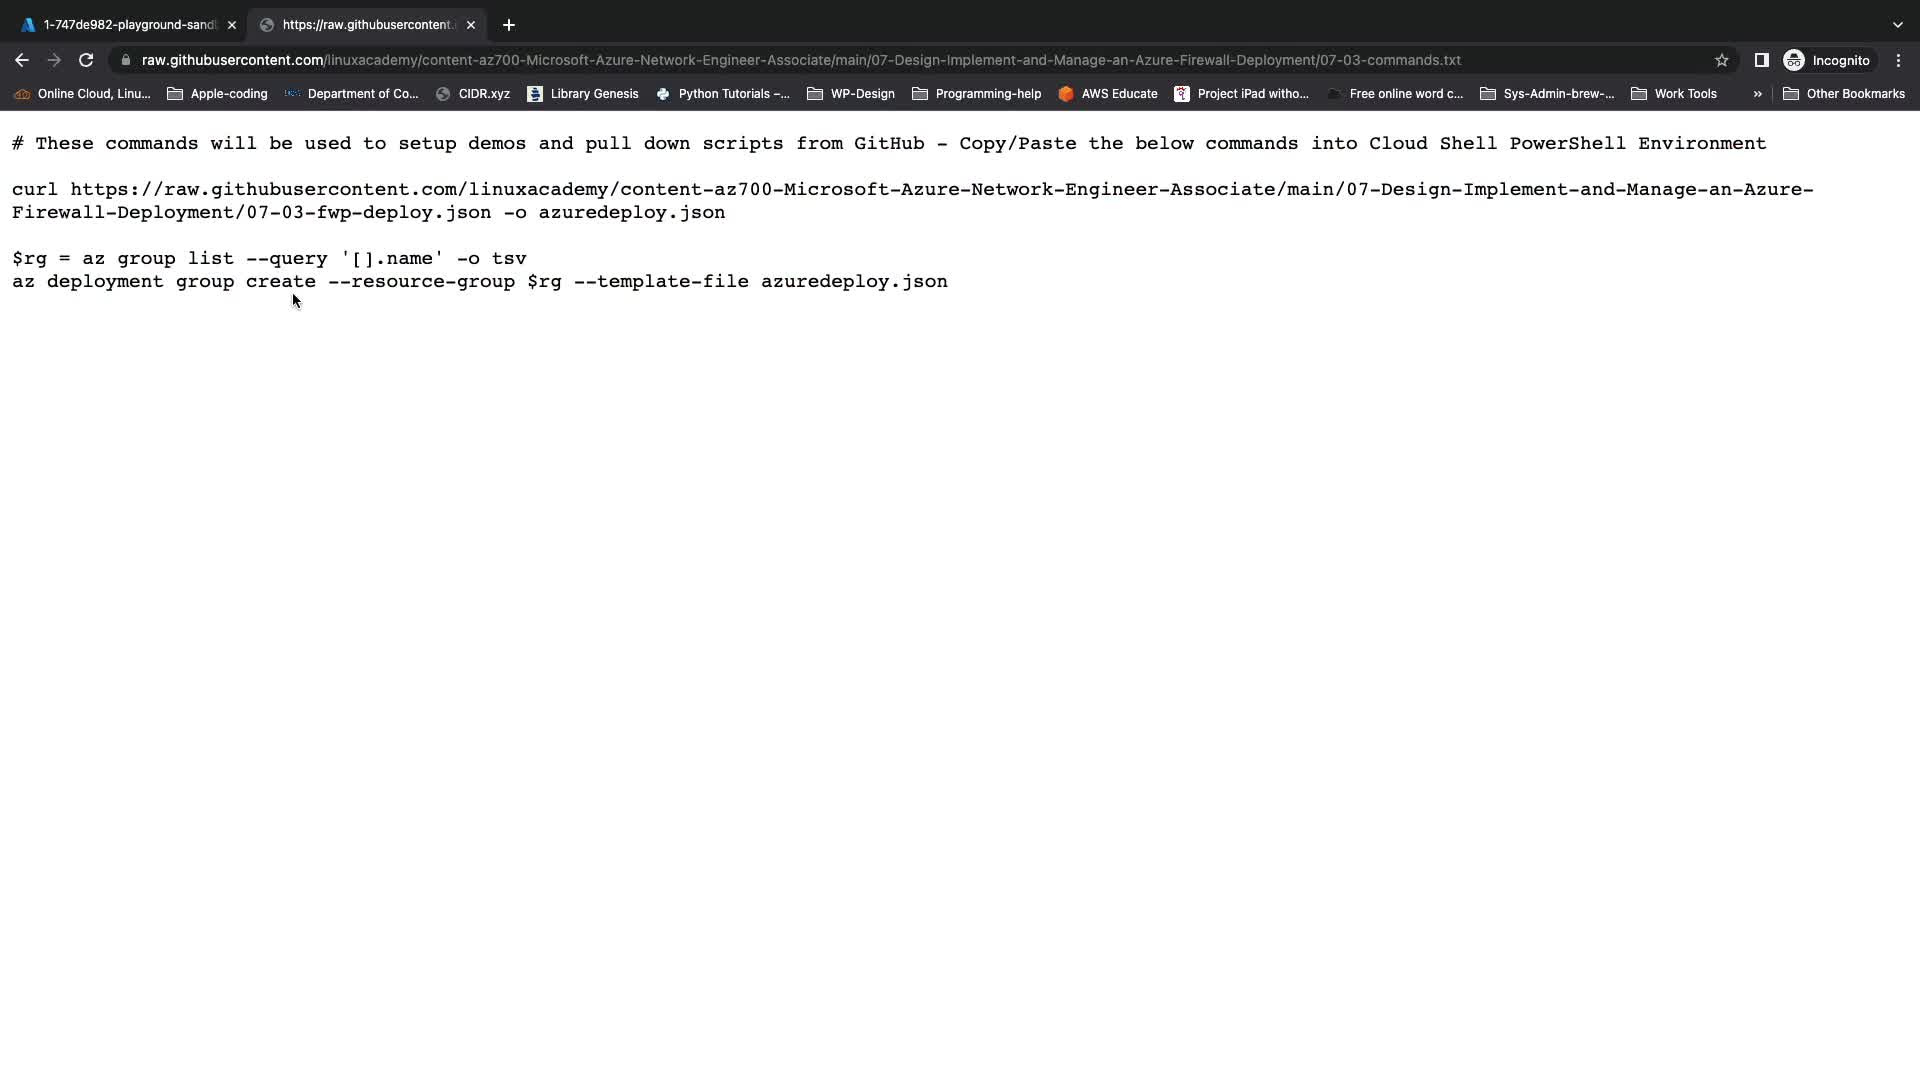 1-747de982-playground-sand
https://raw.githubusercontent.
raw.githubusercontent.com/linuxacademy/content-az700-Microsoft-Azure-Network-Engineer-Associate/main/07-Design-Implement-and-Manage-an-Azure-Firewall-Deployment/07-03-commands.txt
Incognito
Online Cloud, Linu...
Apple-coding
Department of Co...
CIDR.xyz
Library Genesis
Python Tutorials –...
WP-Design
Programming-help
AWS Educate
Project iPad witho...
Free online word c...
Sys-Admin-brew-...
Work Tools
»
Other Bookmarks
# These commands will be used to setup demos and pull down scripts from GitHub - Copy/Paste the below commands into Cloud Shell PowerShell Environment
curl https://raw.githubusercontent.com/linuxacademy/content-az700-Microsoft-Azure-Network-Engineer-Associate/main/07-Design-Implement-and-Manage-an-Azure-
Firewall-Deployment/07-03-fwp-deploy.json -o azuredeploy.json
$rg = az group list --query '[].name' -o tsv
az deployment group create --resource-group $rg --template-file azuredeploy.json